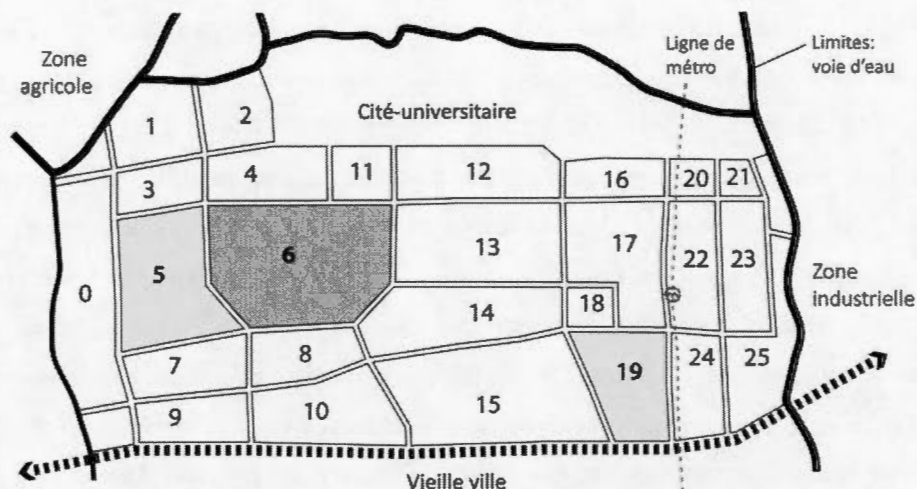 Zone
agricole
Ligne de
métro
Limites:
voie d'eau
Cité-universitaire
1
2
3
4
11
12
16
20
21
0
5
6
13
17
22
23
Zone
industrielle
18
14
7
8
19
24
25
9
10
15
Vieille ville